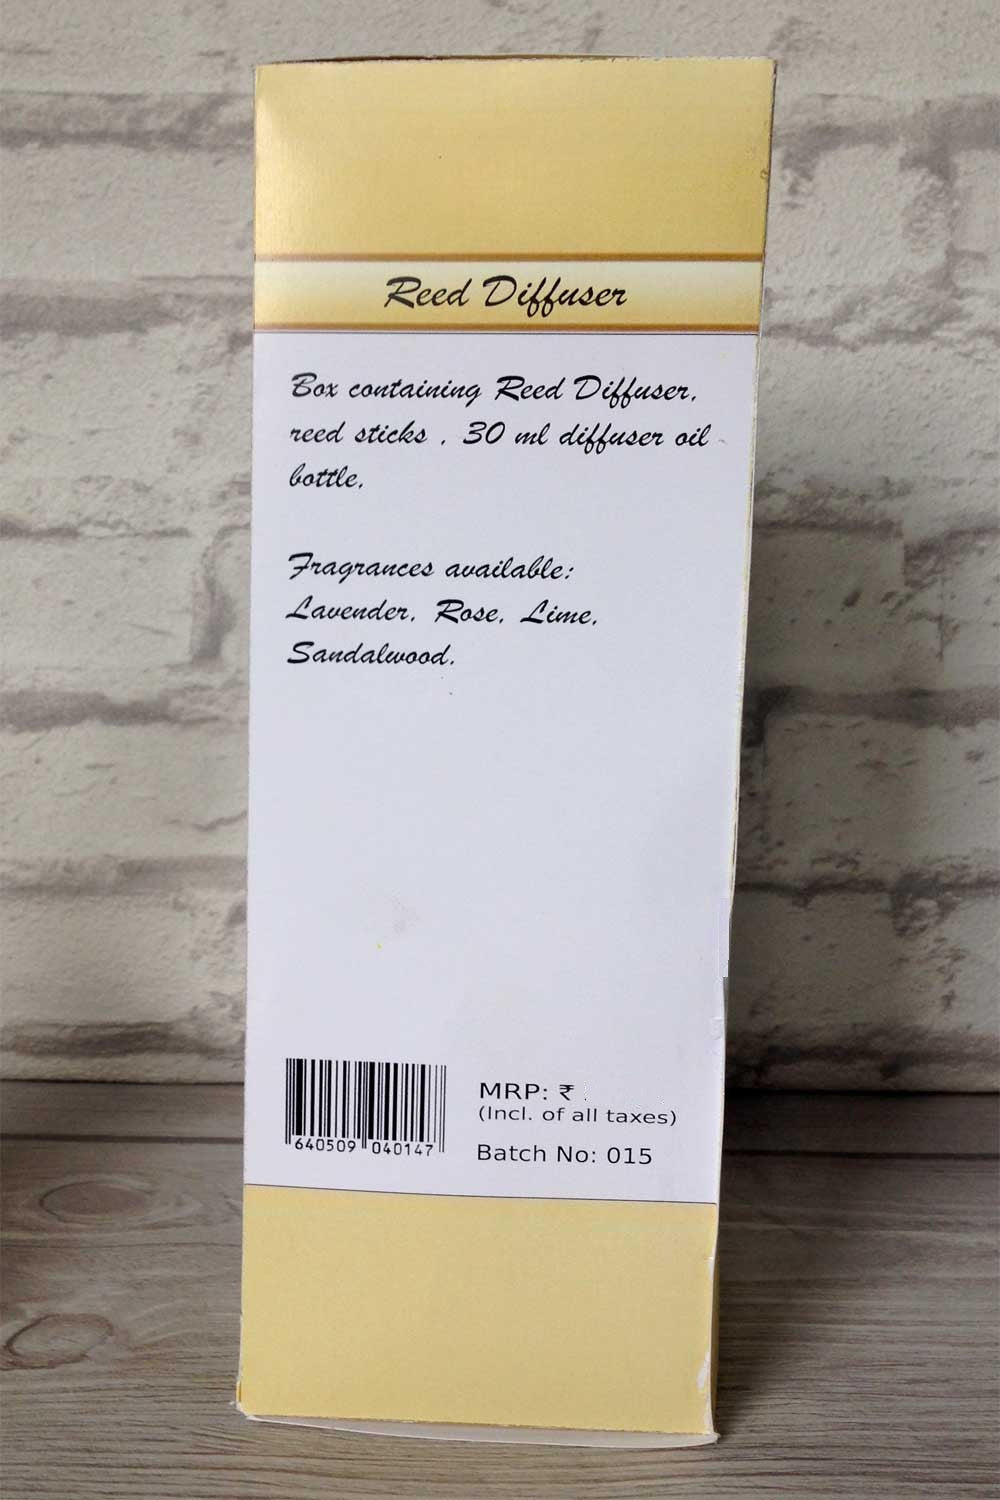 Reed Diffuser
Box containing Reed Diffuser,
reed sticks , 30 ml diffuser oil
bottle.
Fragrances available:
Lavender, Rose, Lime,
Sandalwood.
640509 040147
MRP: ₹
(Incl. of all taxes)
Batch No: 015